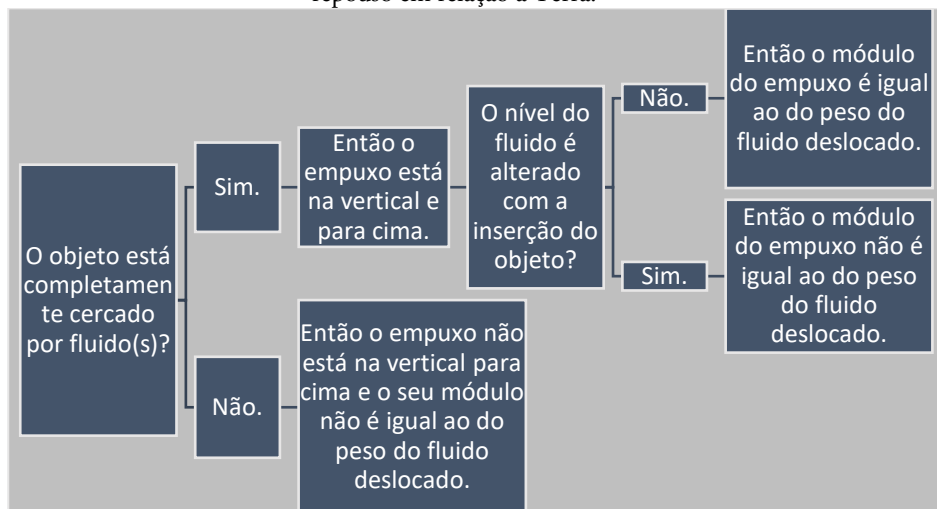 repouso em relação à Terra.
O objeto está
completamen
te cercado
por fluido(s)?
Sim.
Então o
empuxo está
na vertical e
para cima.
O nível do
fluido é
alterado
com a
inserção do
objeto?
Não.
Então o módulo
do empuxo é igual
ao do peso do
fluido deslocado.
Sim.
Então o módulo
do empuxo não é
igual ao do peso
do fluido
deslocado.
Não.
Então o empuxo não
está na vertical para
cima e o seu módulo
não é igual ao do
peso do fluido
deslocado.